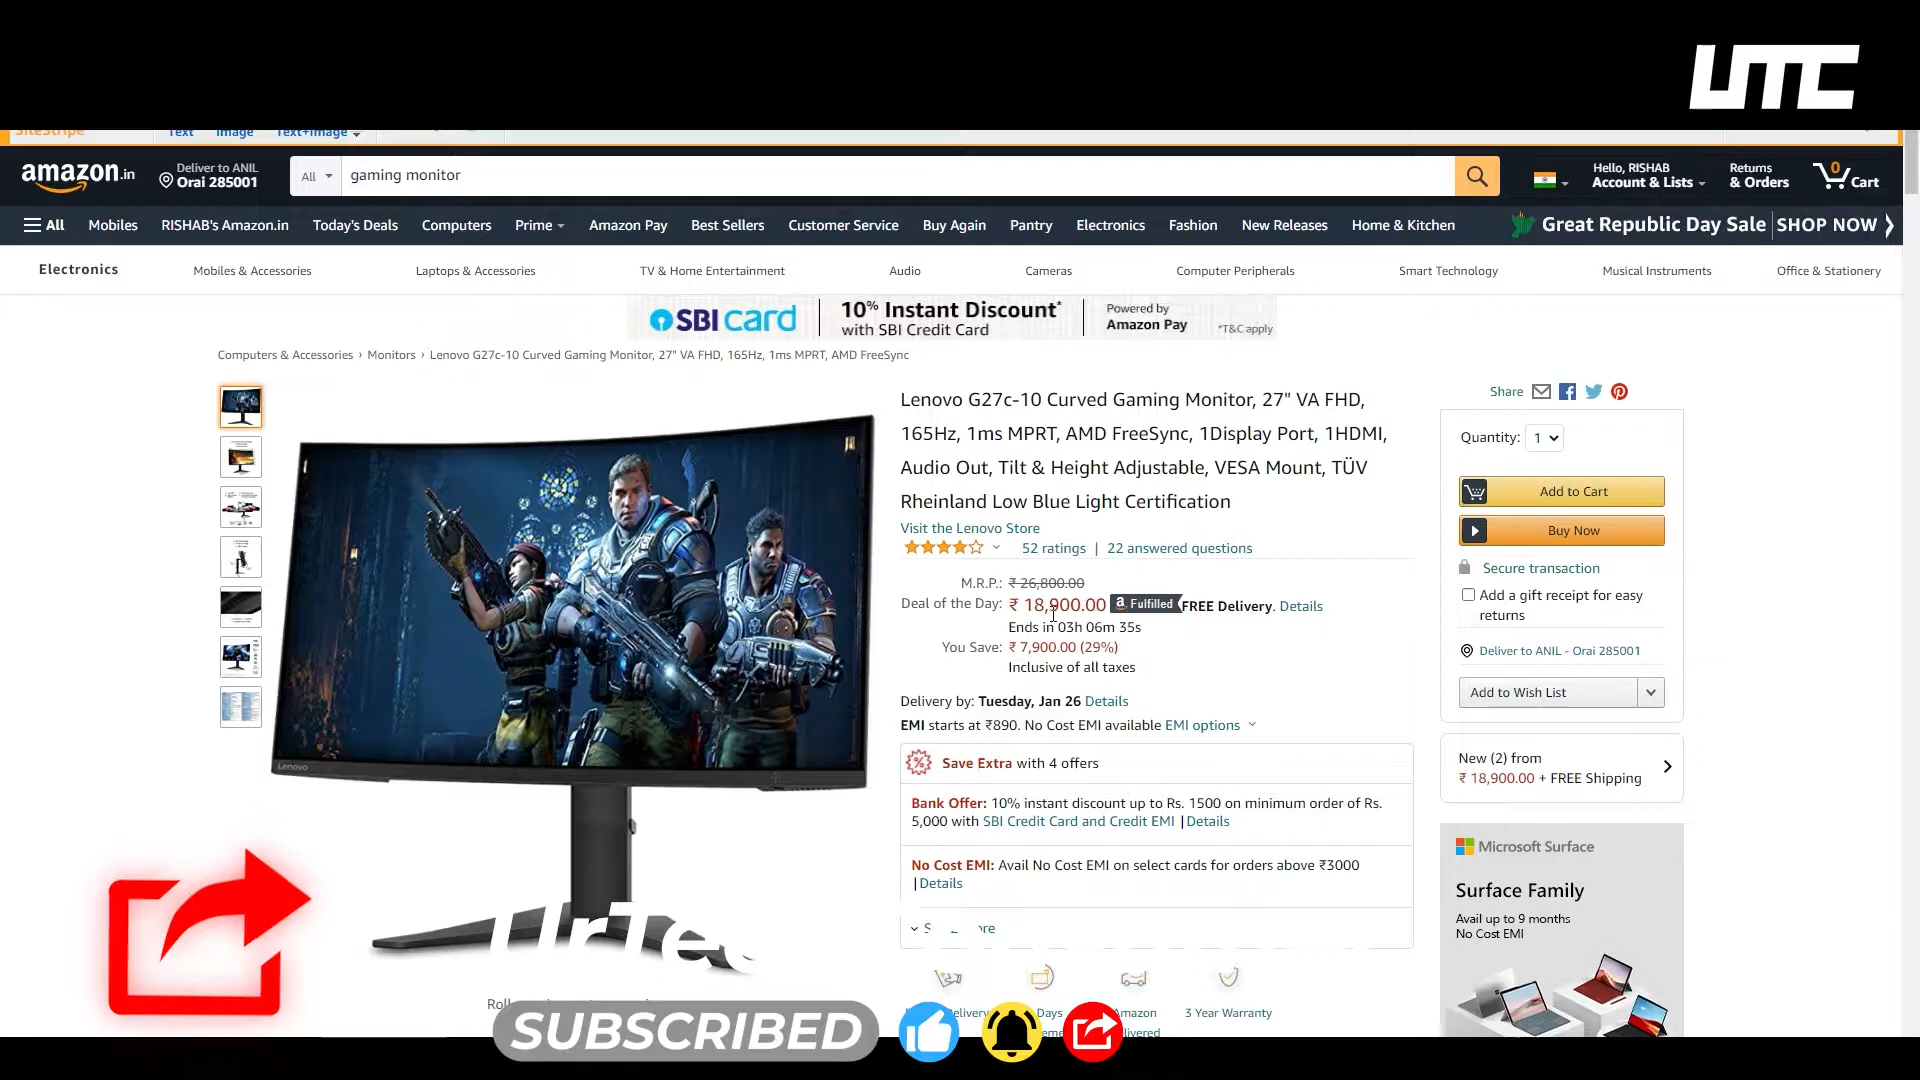 UTC
SiteStripe
Text Image Text+Image
amazon.in
Deliver to ANIL
Orai 285001
All
gaming monitor
Hello, RISHAB
Account & Lists
Returns
& Orders
0
Cart
All Mobiles RISHAB's Amazon.in Today's Deals Computers Prime Amazon Pay Best Sellers Customer Service Buy Again Pantry Electronics Fashion New Releases Home & Kitchen
Great Republic Day Sale SHOP NOW
Electronics Mobiles & Accessories Laptops & Accessories TV & Home Entertainment Audio Cameras Computer Peripherals Smart Technology Musical Instruments Office & Stationery
SBI card
10% Instant Discount*
with SBI Credit Card
Powered by
Amazon Pay
*T&C apply
Computers & Accessories › Monitors › Lenovo G27c-10 Curved Gaming Monitor, 27" VA FHD, 165Hz, 1ms MPRT, AMD FreeSync
Lenovo
Lenovo G27c-10 Curved Gaming Monitor, 27" VA FHD,
165Hz, 1ms MPRT, AMD FreeSync, 1Display Port, 1HDMI,
Audio Out, Tilt & Height Adjustable, VESA Mount, TÜV
Rheinland Low Blue Light Certification
Visit the Lenovo Store
52 ratings | 22 answered questions
M.R.P.: ₹ 26,800.00
Deal of the Day: ₹ 18,900.00 a Fulfilled FREE Delivery. Details
Ends in 03h 06m 35s
You Save: ₹ 7,900.00 (29%)
Inclusive of all taxes
Delivery by: Tuesday, Jan 26 Details
EMI starts at ₹890. No Cost EMI available EMI options
Save Extra with 4 offers
Bank Offer: 10% instant discount up to Rs. 1500 on minimum order of Rs.
5,000 with SBI Credit Card and Credit EMI |Details
No Cost EMI: Avail No Cost EMI on select cards for orders above ₹3000
|Details
3 Year Warranty
Share
Quantity: 1
Add to Cart
Buy Now
Secure transaction
Add a gift receipt for easy
returns
Deliver to ANIL - Orai 285001
Add to Wish List
New (2) from
₹ 18,900.00 + FREE Shipping
Microsoft Surface
Surface Family
Avail up to 9 months
No Cost EMI
UrTec
SUBSCRIBED